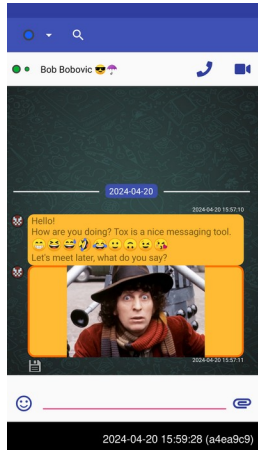 Bob Bobovic 😎☂
2024-04-20
2024-04-20 15:57:10
Hello!
How are you doing? Tox is a nice messaging tool.
😁😆😅🤣😂🙂🙃😉😘
Let's meet later, what do you say?
2024-04-20 15:57:11
2024-04-20 15:59:28 (a4ea9c9)